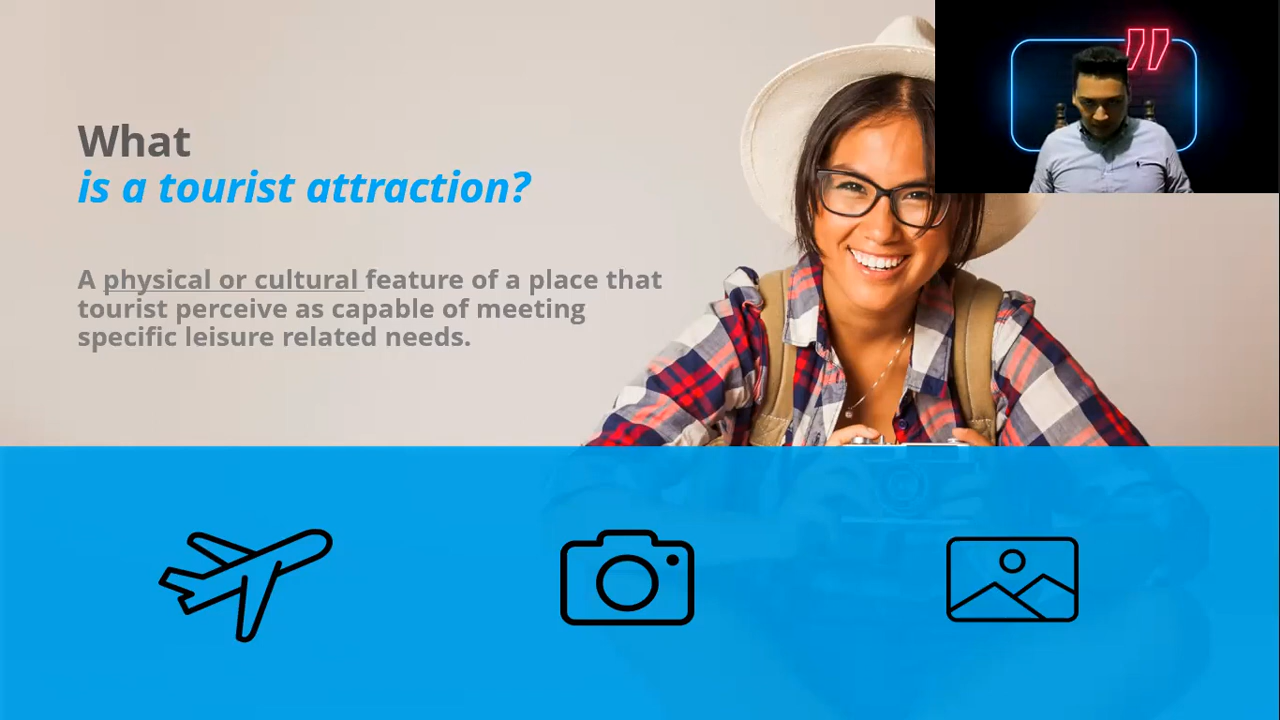 What
is a tourist attraction?
A physical or cultural feature of a place that
tourist perceive as capable of meeting
specific leisure related needs.